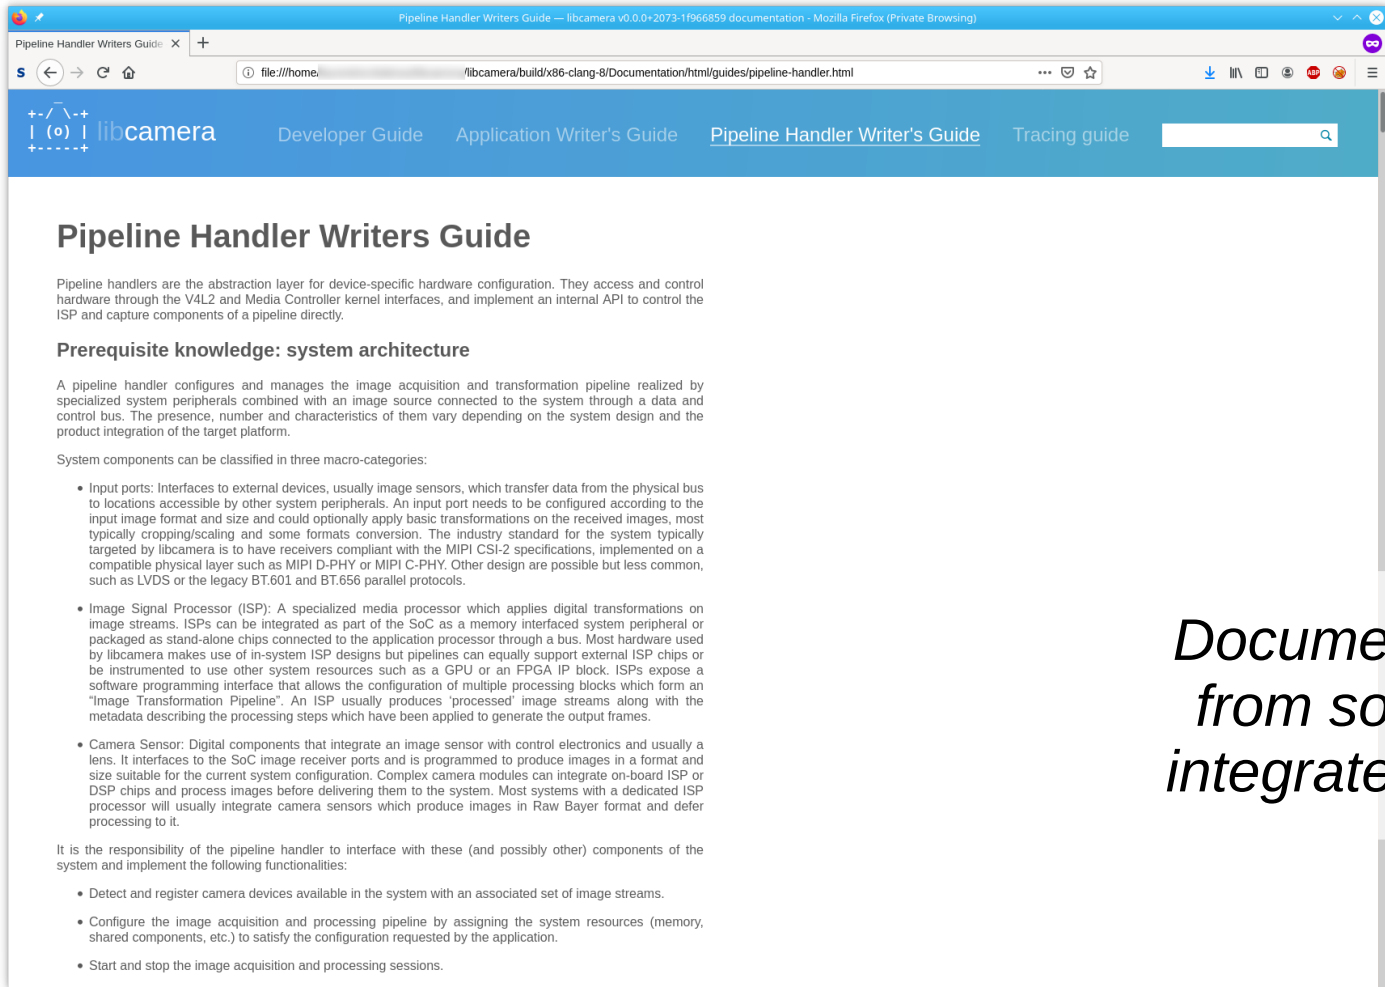 Pipeline Handler Writers Guide — libcamera v0.0.0+2073-1f966859 documentation - Mozilla Firefox (Private Browsing)
Pipeline Handler Writers Guide
S
file:///home/
/libcamera/build/x86-clang-8/Documentation/html/guides/pipeline-handler.html
ABP
_
+-/ \-+
| (o) |
+-----+
libcamera
Developer Guide
Application Writer's Guide
Pipeline Handler Writer's Guide
Tracing guide
Pipeline Handler Writers Guide
Pipeline handlers are the abstraction layer for device-specific hardware configuration. They access and control
hardware through the V4L2 and Media Controller kernel interfaces, and implement an internal API to control the
ISP and capture components of a pipeline directly.
Prerequisite knowledge: system architecture
A pipeline handler configures and manages the image acquisition and transformation pipeline realized by
specialized system peripherals combined with an image source connected to the system through a data and
control bus. The presence, number and characteristics of them vary depending on the system design and the
product integration of the target platform.
System components can be classified in three macro-categories:
• Input ports: Interfaces to external devices, usually image sensors, which transfer data from the physical bus
to locations accessible by other system peripherals. An input port needs to be configured according to the
input image format and size and could optionally apply basic transformations on the received images, most
typically cropping/scaling and some formats conversion. The industry standard for the system typically
targeted by libcamera is to have receivers compliant with the MIPI CSI-2 specifications, implemented on a
compatible physical layer such as MIPI D-PHY or MIPI C-PHY. Other design are possible but less common,
such as LVDS or the legacy BT.601 and BT.656 parallel protocols.
• Image Signal Processor (ISP): A specialized media processor which applies digital transformations on
image streams. ISPs can be integrated as part of the SoC as a memory interfaced system peripheral or
packaged as stand-alone chips connected to the application processor through a bus. Most hardware used
by libcamera makes use of in-system ISP designs but pipelines can equally support external ISP chips or
be instrumented to use other system resources such as a GPU or an FPGA IP block. ISPs expose a
software programming interface that allows the configuration of multiple processing blocks which form an
“Image Transformation Pipeline”. An ISP usually produces ‘processed’ image streams along with the
metadata describing the processing steps which have been applied to generate the output frames.
• Camera Sensor: Digital components that integrate an image sensor with control electronics and usually a
lens. It interfaces to the SoC image receiver ports and is programmed to produce images in a format and
size suitable for the current system configuration. Complex camera modules can integrate on-board ISP or
DSP chips and process images before delivering them to the system. Most systems with a dedicated ISP
processor will usually integrate camera sensors which produce images in Raw Bayer format and defer
processing to it.
It is the responsibility of the pipeline handler to interface with these (and possibly other) components of the
system and implement the following functionalities:
• Detect and register camera devices available in the system with an associated set of image streams.
• Configure the image acquisition and processing pipeline by assigning the system resources (memory,
shared components, etc.) to satisfy the configuration requested by the application.
• Start and stop the image acquisition and processing sessions.
Docume
from so
integrate